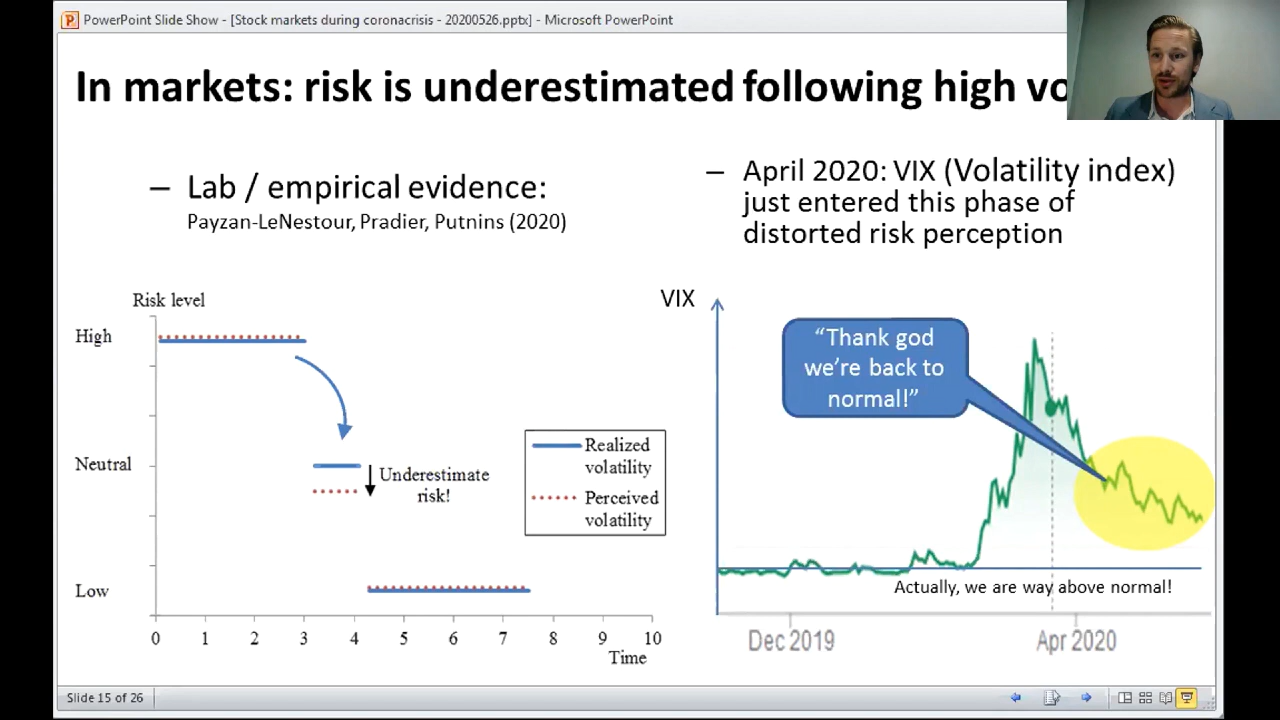 PowerPoint Slide Show - [Stock markets during coronacrisis - 20200526.pptx] - Microsoft PowerPoint
In markets: risk is underestimated following high vo
– Lab / empirical evidence:
Payzan-LeNestour, Pradier, Putnins (2020)
– April 2020: VIX (Volatility index)
just entered this phase of
distorted risk perception
Risk level
High
Neutral
Low
Underestimate
risk!
Realized
volatility
Perceived
volatility
0 1 2 3 4 5 6 7 8 9 10
Time
VIX
“Thank god
we’re back to
normal!”
Actually, we are way above normal!
Dec 2019
Apr 2020
Slide 15 of 26